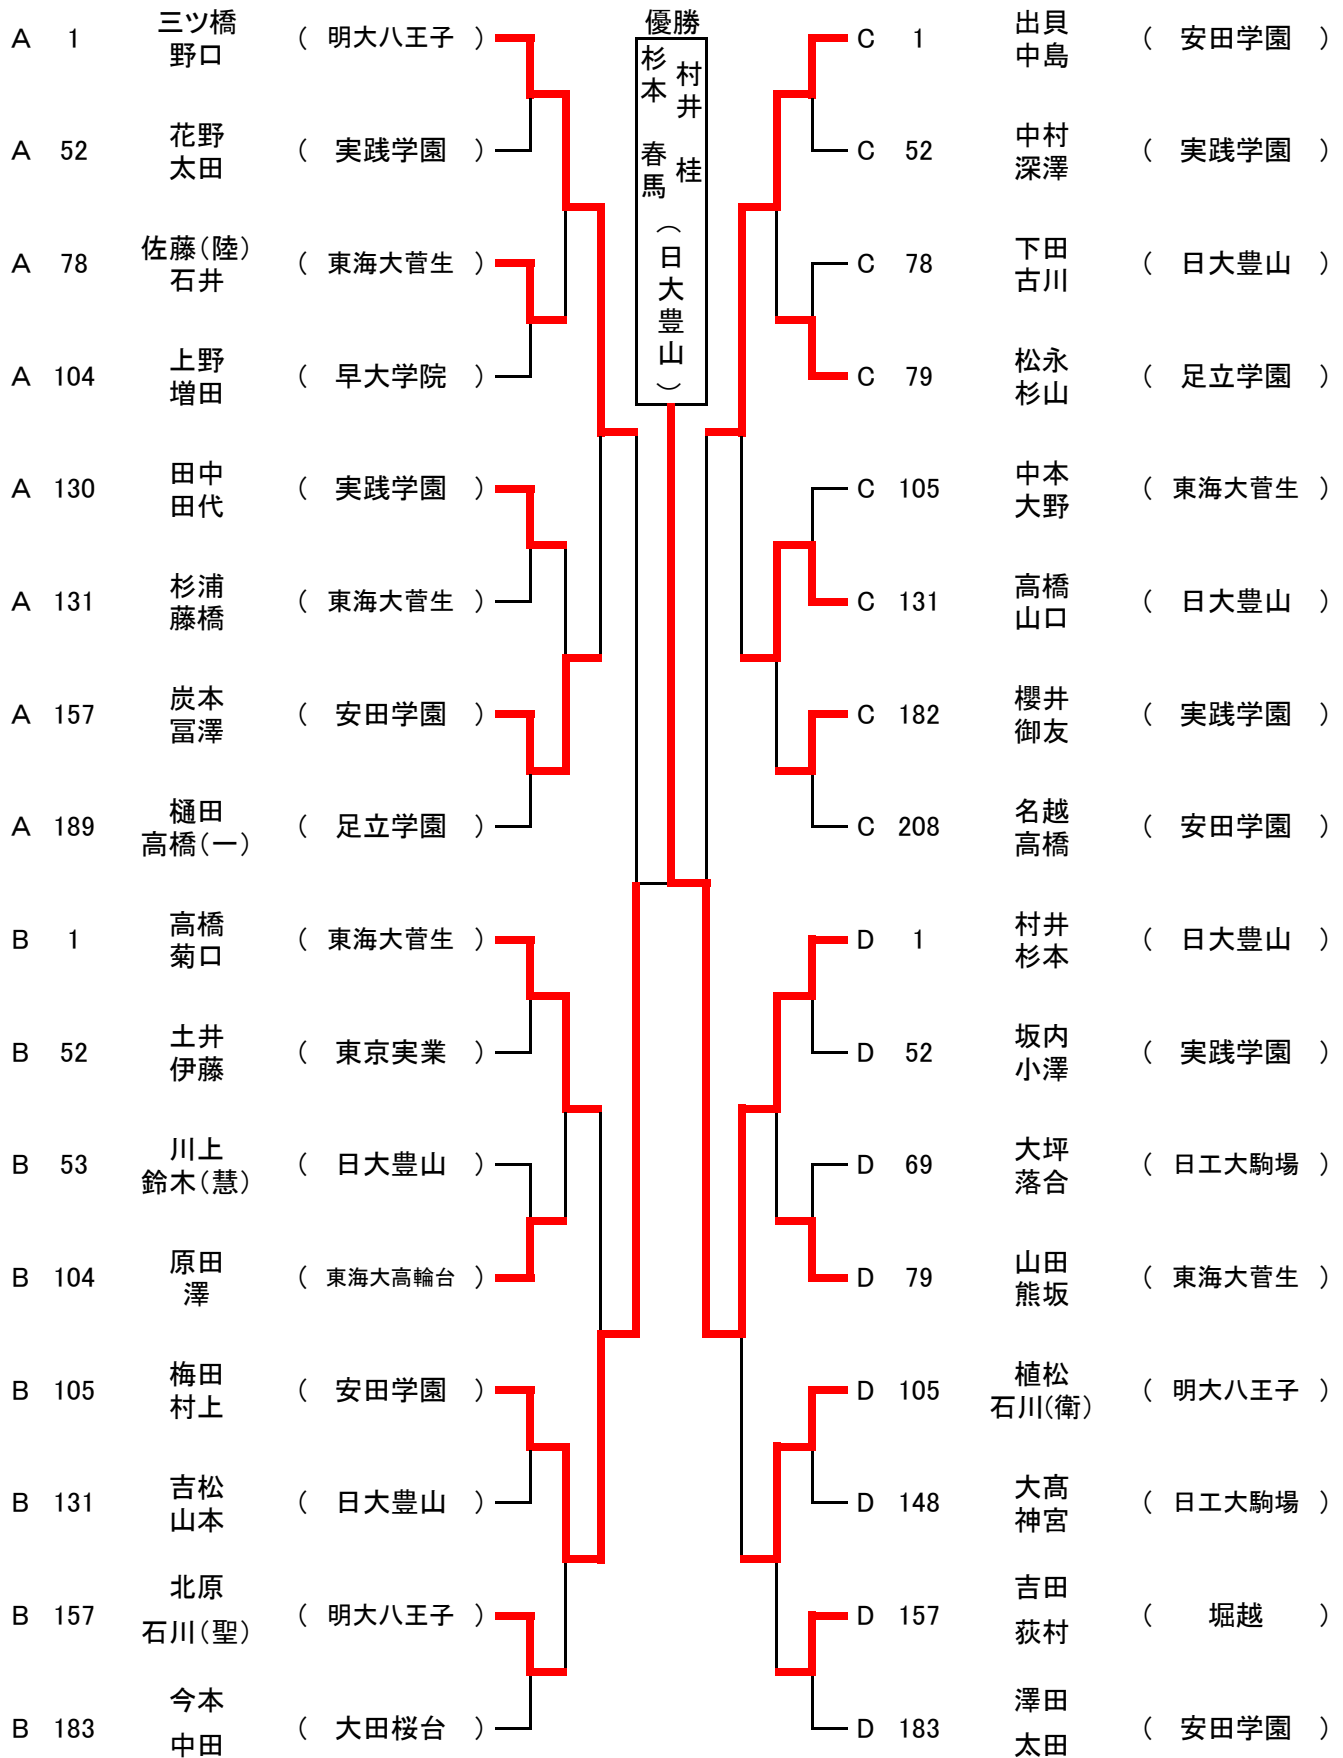 優勝
村井 桂
杉本 春馬
（日大豊山）
A 1 三ツ橋 野口 （ 明大八王子 ）
A 52 花野 太田 （ 実践学園 ）
A 78 佐藤（陸） 石井 （ 東海大菅生 ）
A 104 上野 増田 （ 早大学院 ）
A 130 田中 田代 （ 実践学園 ）
A 131 杉浦 藤橋 （ 東海大菅生 ）
A 157 炭本 冨澤 （ 安田学園 ）
A 189 樋田 高橋（一） （ 足立学園 ）
B 1 高橋 菊口 （ 東海大菅生 ）
B 52 土井 伊藤 （ 東京実業 ）
B 53 川上 鈴木（慧） （ 日大豊山 ）
B 104 原田 澤 （ 東海大高輪台 ）
B 105 梅田 村上 （ 安田学園 ）
B 131 吉松 山本 （ 日大豊山 ）
B 157 北原 石川（聖） （ 明大八王子 ）
B 183 今本 中田 （ 大田桜台 ）
C 1 出貝 中島 （ 安田学園 ）
C 52 中村 深澤 （ 実践学園 ）
C 78 下田 古川 （ 日大豊山 ）
C 79 松永 杉山 （ 足立学園 ）
C 105 中本 大野 （ 東海大菅生 ）
C 131 高橋 山口 （ 日大豊山 ）
C 182 櫻井 御友 （ 実践学園 ）
C 208 名越 高橋 （ 安田学園 ）
D 1 村井 杉本 （ 日大豊山 ）
D 52 坂内 小澤 （ 実践学園 ）
D 69 大坪 落合 （ 日工大駒場 ）
D 79 山田 熊坂 （ 東海大菅生 ）
D 105 植松 石川(衛） （ 明大八王子 ）
D 148 大髙 神宮 （ 日工大駒場 ）
D 157 吉田 荻村 （ 堀越 ）
D 183 澤田 太田 （ 安田学園 ）